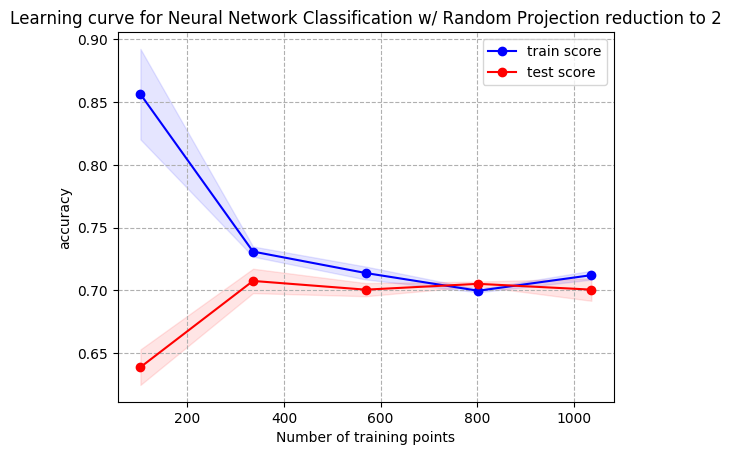 Learning curve for Neural Network Classification w/ Random Projection reduction to 2
0.90
train score
test score
0.85
0.80
0.75
accuracy
0.70
0.65
200
400
600
800
1000
Number of training points